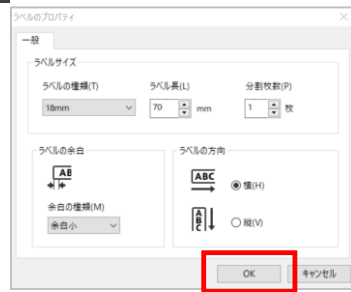 ラベルのプロパティ
一般
ラベルサイズ
ラベルの種類(T) ラベル長(L) 分割枚数(P)
18mm 70 mm 1 枚
ラベルの余白 ラベルの方向
AB
ABC
横(H)
余白の種類(M)
余白小
ABC
縦(V)
OK キャンセル